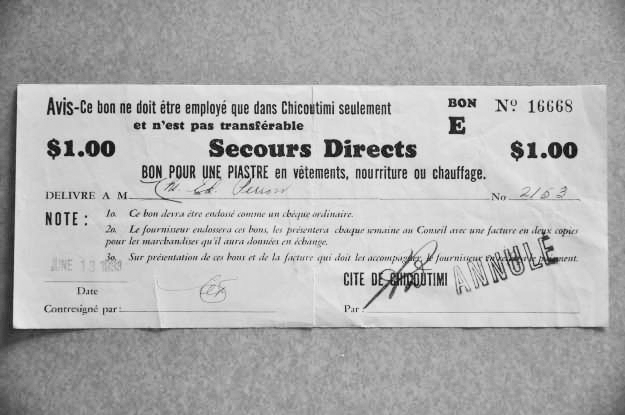 Avis-Ce bon ne doit être employé que dans Chicoutimi seulement
et n'est pas transférable
BON
E
Nº 16668
$1.00 Secours Directs $1.00
BON POUR UNE PIASTRE en vêtements, nourriture ou chauffage.
DELIVRE A M Ed. Perron No 2153
NOTE : 1o. Ce bon devra être endossé comme un chèque ordinaire.
2o. Le fournisseur endossera ces bons, les présentera chaque semaine au Conseil avec une facture en deux copies
pour les marchandises qu'il aura données en échange.
3o. Sur présentation de ces bons et de la facture qui doit les accompagner, le fournisseur
JUNE 13 1933
CITE DE CHICOUTIMI
ANNULÉ
Date
Contresigné par : Par :